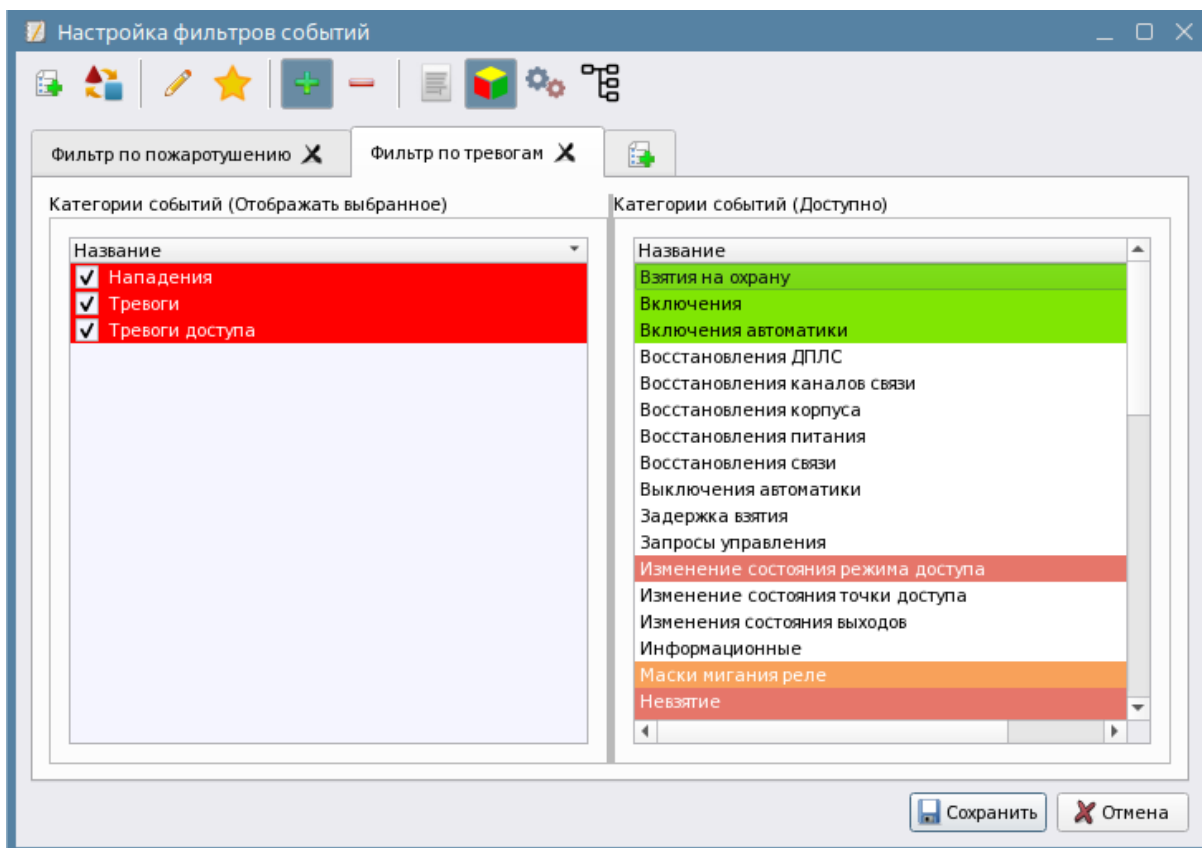 Настройка фильтров событий
Фильтр по пожаротушению
Фильтр по тревогам
Категории событий (Отображать выбранное)
Название
Нападения
Тревоги
Тревоги доступа
Категории событий (Доступно)
Название
Взятия на охрану
Включения
Включения автоматики
Восстановления ДПЛС
Восстановления каналов связи
Восстановления корпуса
Восстановления питания
Восстановления связи
Выключения автоматики
Задержка взятия
Запросы управления
Изменение состояния режима доступа
Изменение состояния точки доступа
Изменения состояния выходов
Информационные
Маски мигания реле
Невзятие
Сохранить
Отмена